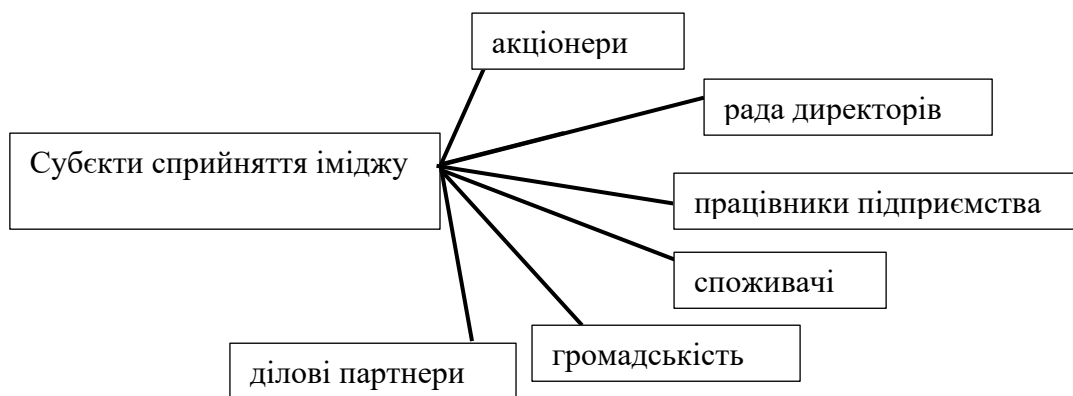 акціонери
рада директорів
Субєкти сприйняття іміджу
працівники підприємства
споживачі
громадськість
ділові партнери